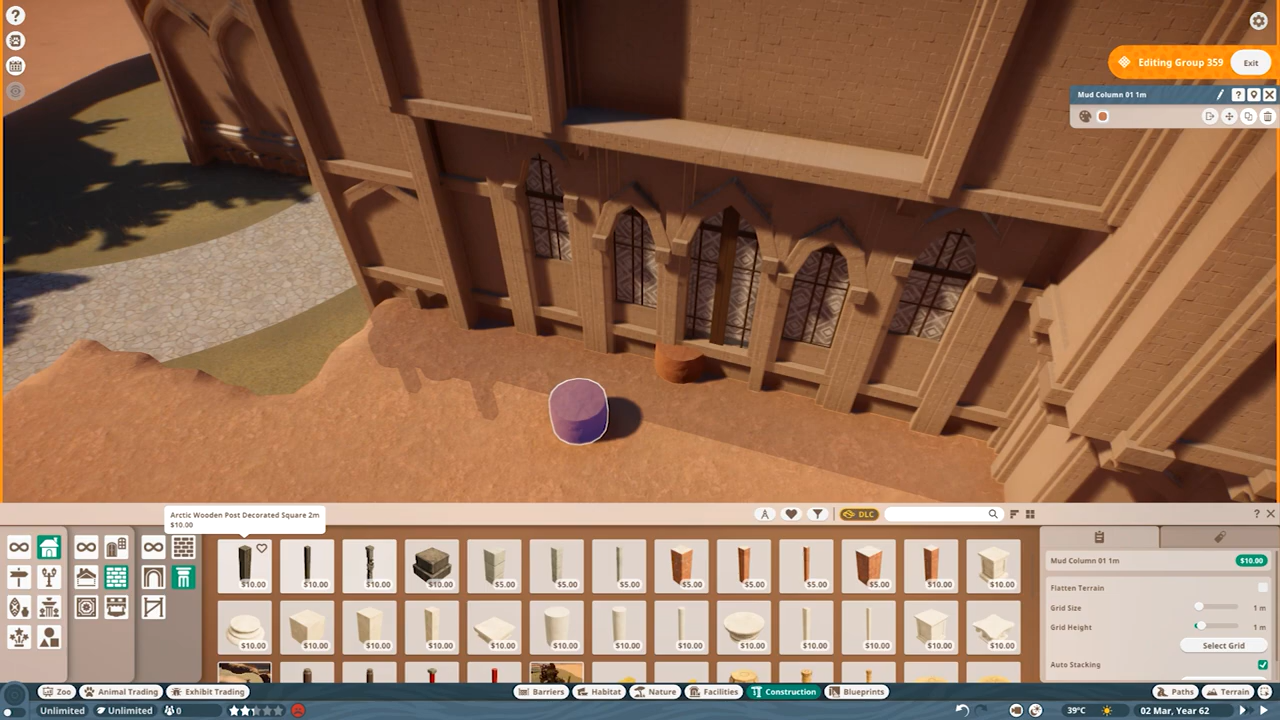 ?
Editing Group 359
Exit
Mud Column 01 1m
?
Arctic Wooden Post Decorated Square 2m
$10.00
DLC
?
$10.00 $10.00 $10.00 $10.00 $5.00 $5.00 $5.00 $5.00 $5.00 $5.00 $5.00 $10.00 $10.00
$10.00 $10.00 $10.00 $10.00 $10.00 $10.00 $10.00 $10.00 $10.00 $10.00 $10.00 $10.00 $10.00
Mud Column 01 1m
$10.00
Flatten Terrain
Grid Size
1 m
Grid Height
1 m
Select Grid
Auto Stacking
Zoo
Animal Trading
Exhibit Trading
Barriers
Habitat
Nature
Facilities
Construction
Blueprints
Paths
Terrain
Unlimited
Unlimited
0
39°C
02 Mar, Year 62